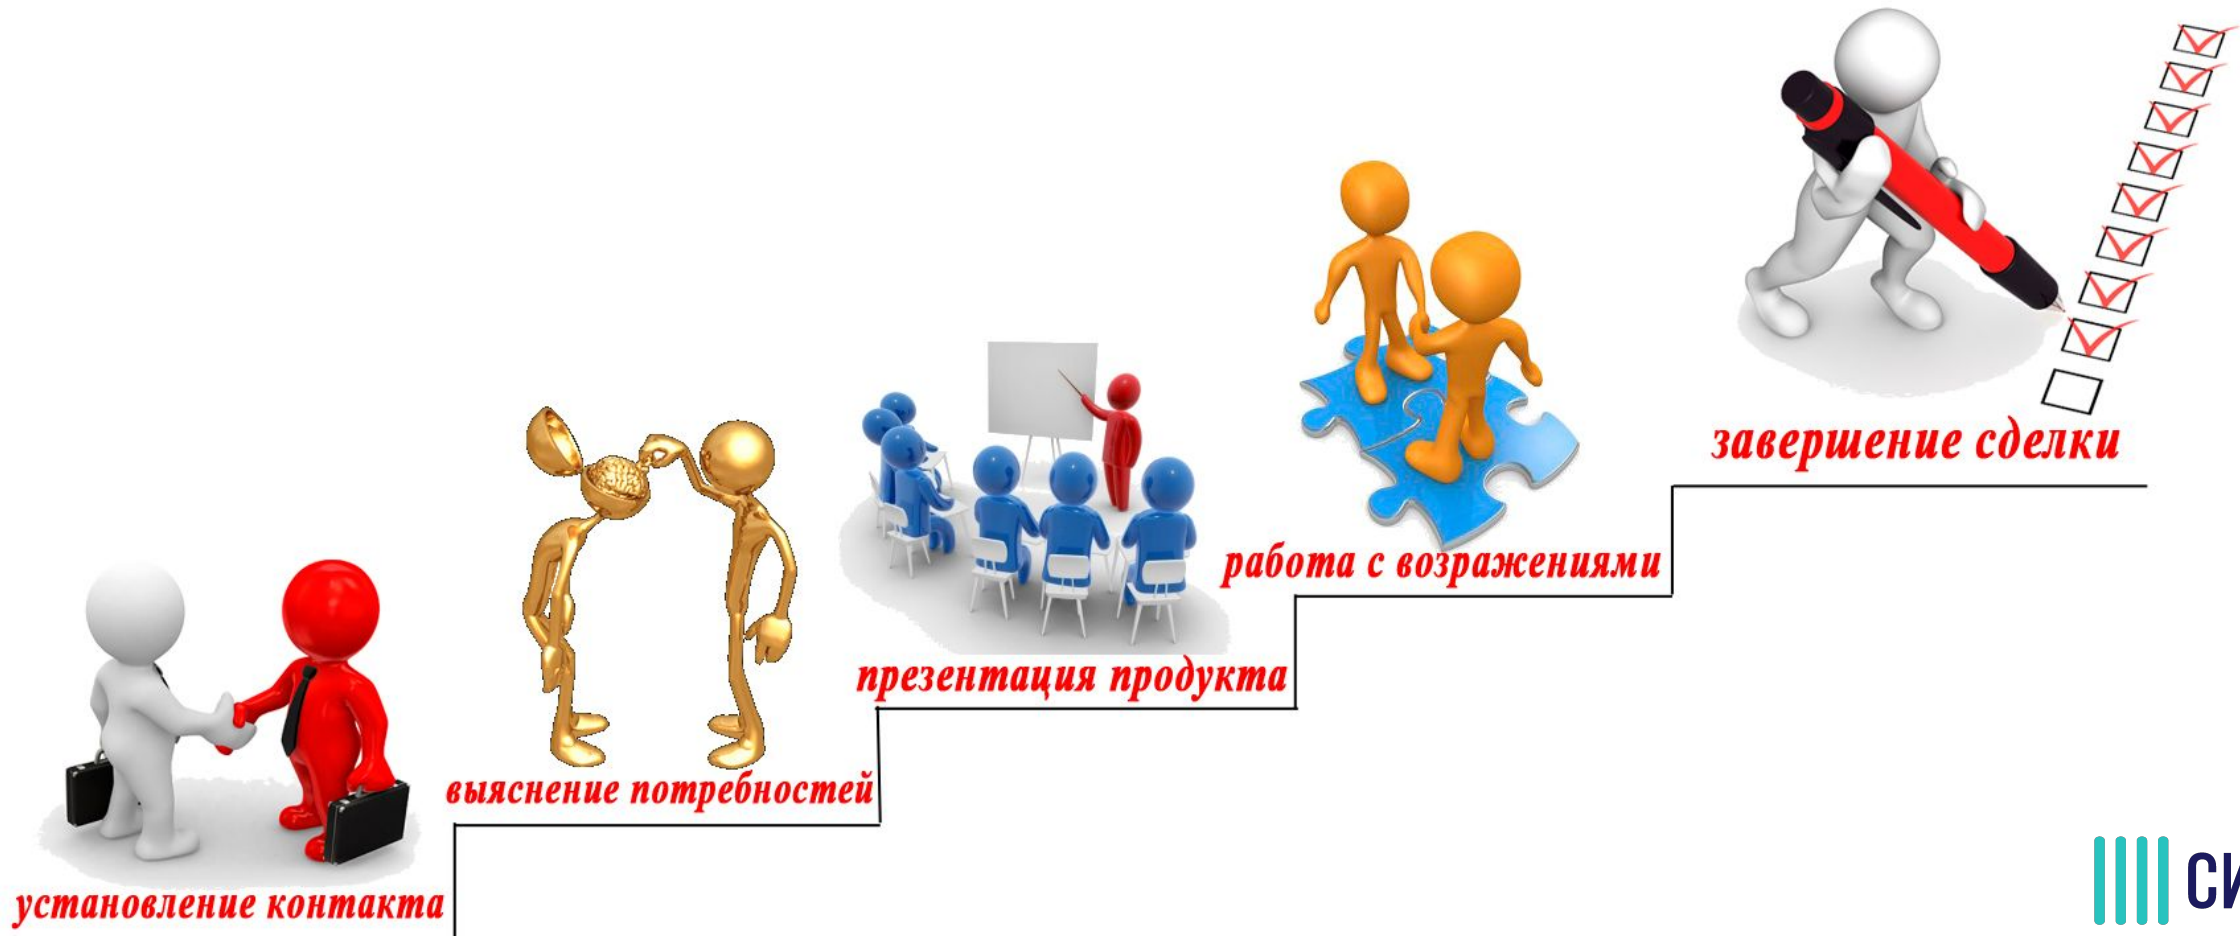 установление контакта
выяснение потребностей
презентация продукта
работа с возражениями
завершение сделки